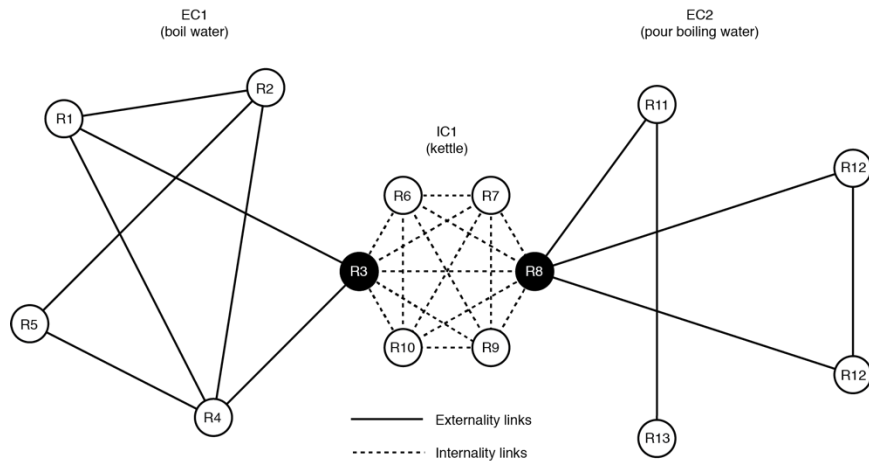 EC1
(boil water)
EC2
(pour boiling water)
R2
R11
R1
IC1
(kettle)
R12
R6
R7
R3
R8
R5
R10
R9
R12
R4
R13
Externality links
Internality links